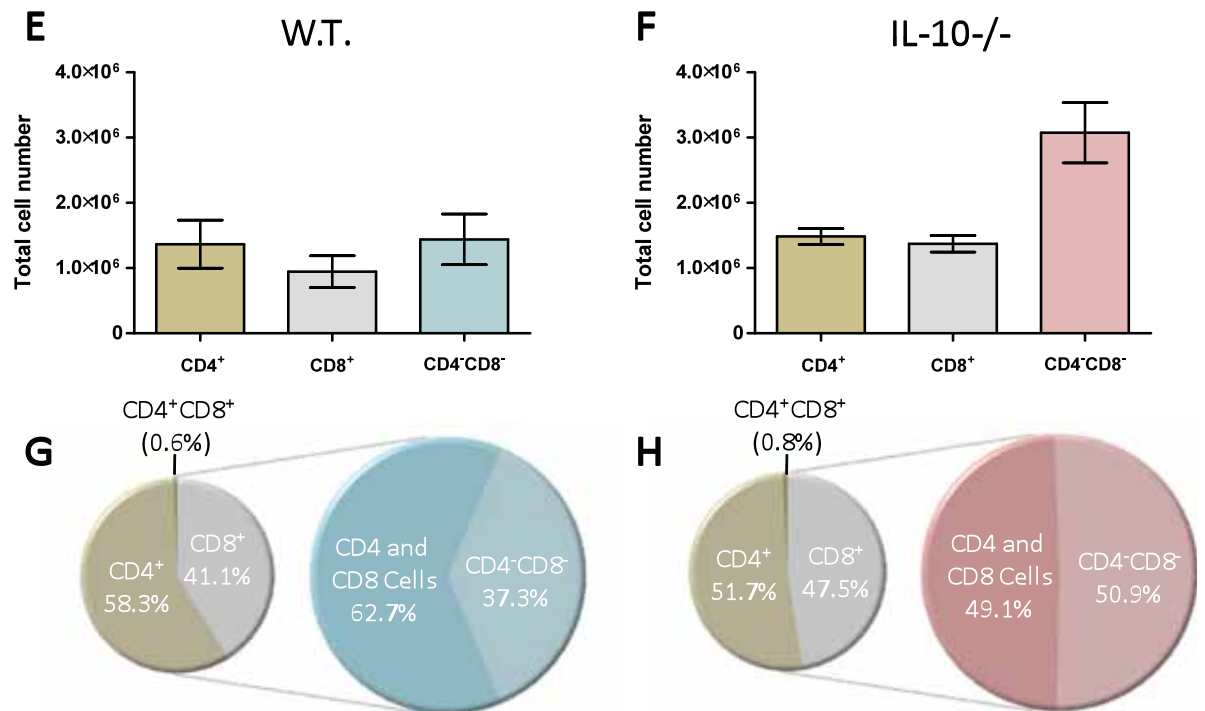 E
W.T.
4.0×10⁶
3.0×10⁶
2.0×10⁶
1.0×10⁶
0
Total cell number
CD4⁺
CD8⁺
CD4⁻CD8⁻
F
IL-10-/-
4.0×10⁶
3.0×10⁶
2.0×10⁶
1.0×10⁶
0
Total cell number
CD4⁺
CD8⁺
CD4⁻CD8⁻
G
CD4⁺CD8⁺
(0.6%)
CD4⁺
58.3%
CD8⁺
41.1%
CD4 and
CD8 Cells
62.7%
CD4⁻CD8⁻
37.3%
H
CD4⁺CD8⁺
(0.8%)
CD4⁺
51.7%
CD8⁺
47.5%
CD4 and
CD8 Cells
49.1%
CD4⁻CD8⁻
50.9%